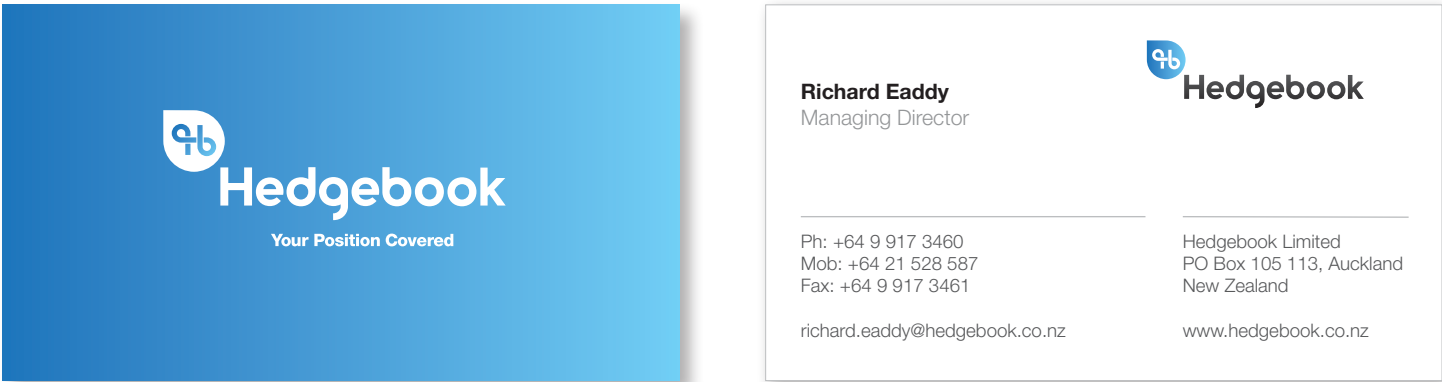 Hedgebook
Your Position Covered
Hedgebook
Richard Eaddy
Managing Director
Ph: +64 9 917 3460
Mob: +64 21 528 587
Fax: +64 9 917 3461
richard.eaddy@hedgebook.co.nz
Hedgebook Limited
PO Box 105 113, Auckland
New Zealand
www.hedgebook.co.nz